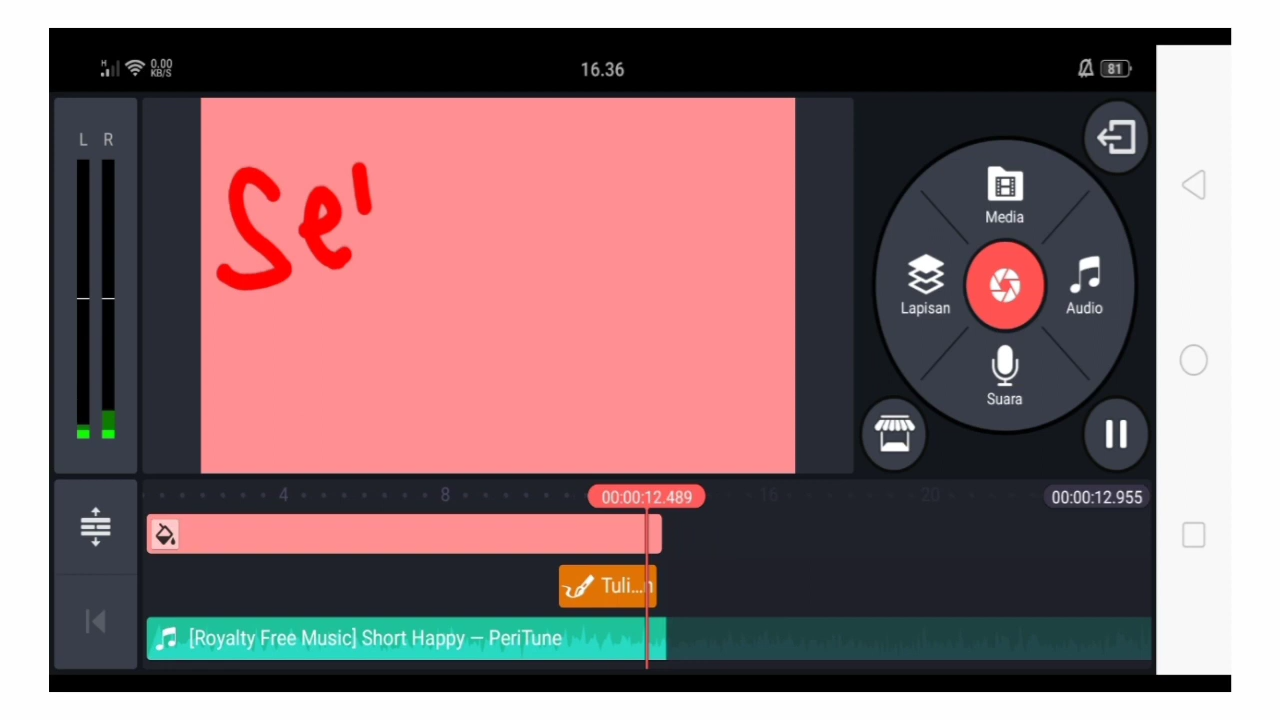 H 0.00 KB/S 16.36 81
L R
Se'
Media
Lapisan
Audio
Suara
4 8 00:00:12.489 16 20 00:00:12.955
Tuli...n
[Royalty Free Music] Short Happy — PeriTune